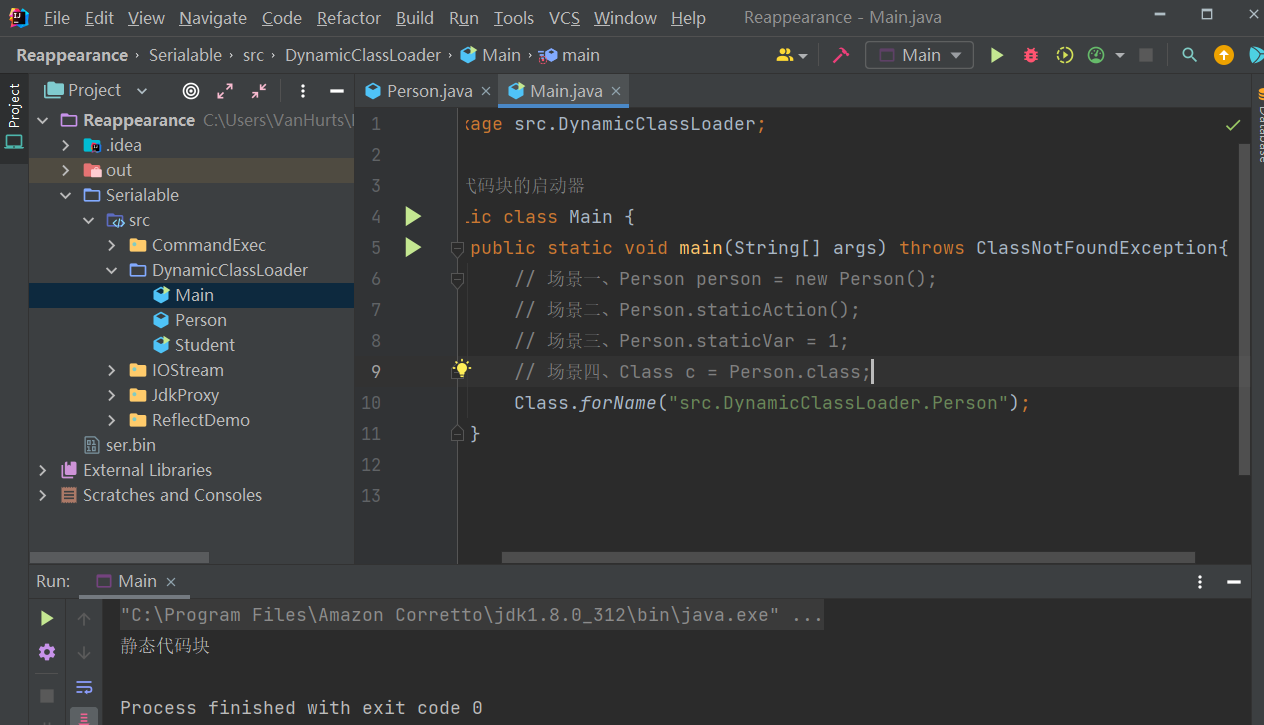 File Edit View Navigate Code Refactor Build Run Tools VCS Window Help Reappearance - Main.java
Reappearance Serialable src DynamicClassLoader Main main Main
Project
Project
Reappearance C:\Users\VanHurts\
.idea
out
Serialable
src
CommandExec
DynamicClassLoader
Main
Person
Student
IOStream
JdkProxy
ReflectDemo
ser.bin
External Libraries
Scratches and Consoles
Person.java Main.java
1 kage src.DynamicClassLoader;
2
3 代码块的启动器
4 lic class Main {
5 public static void main(String[] args) throws ClassNotFoundException{
6 // 场景一、Person person = new Person();
7 // 场景二、Person.staticAction();
8 // 场景三、Person.staticVar = 1;
9 // 场景四、Class c = Person.class;
10 Class.forName("src.DynamicClassLoader.Person");
11 }
12
13
Database
Run: Main
"C:\Program Files\Amazon Corretto\jdk1.8.0_312\bin\java.exe" ...
静态代码块
Process finished with exit code 0